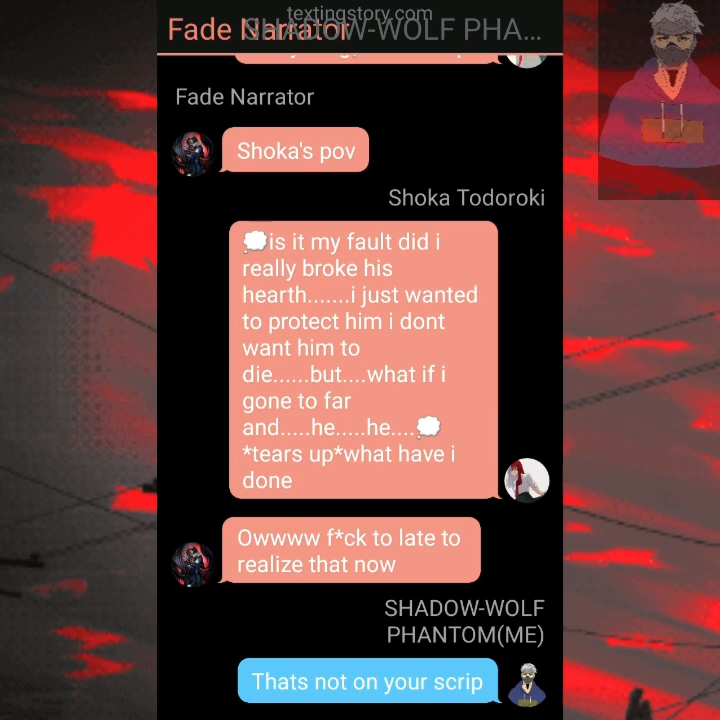 textingstory.com
Fade Narrator
SHADOW-WOLF PHA...
Fade Narrator
Shoka's pov
Shoka Todoroki
💭is it my fault did i
really broke his
hearth.......i just wanted
to protect him i dont
want him to
die......but....what if i
gone to far
and.....he.....he....💭
*tears up*what have i
done
Owwww f*ck to late to
realize that now
SHADOW-WOLF
PHANTOM(ME)
Thats not on your scrip